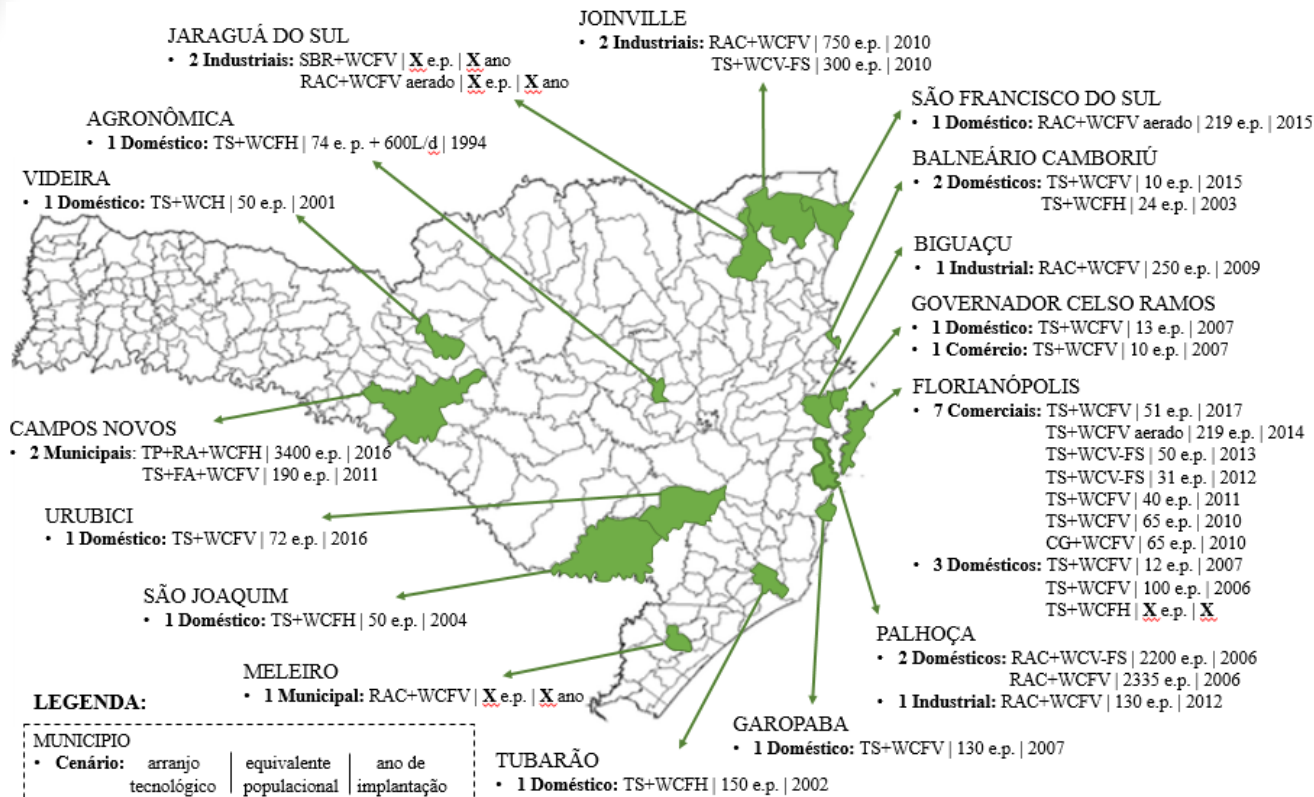 JOINVILLE
• 2 Industriais: RAC+WCFV | 750 e.p. | 2010
TS+WCV-FS | 300 e.p. | 2010
JARAGUÁ DO SUL
• 2 Industriais: SBR+WCFV | X e.p. | X ano
RAC+WCFV aerado | X e.p. | X ano
SÃO FRANCISCO DO SUL
• 1 Doméstico: RAC+WCFV aerado | 219 e.p. | 2015
AGRONÔMICA
• 1 Doméstico: TS+WCFH | 74 e. p. + 600L/d | 1994
BALNEÁRIO CAMBORIÚ
• 2 Domésticos: TS+WCFV | 10 e.p. | 2015
TS+WCFH | 24 e.p. | 2003
VIDEIRA
• 1 Doméstico: TS+WCH | 50 e.p. | 2001
BIGUAÇU
• 1 Industrial: RAC+WCFV | 250 e.p. | 2009
GOVERNADOR CELSO RAMOS
• 1 Doméstico: TS+WCFV | 13 e.p. | 2007
• 1 Comércio: TS+WCFV | 10 e.p. | 2007
FLORIANÓPOLIS
• 7 Comerciais: TS+WCFV | 51 e.p. | 2017
TS+WCFV aerado | 219 e.p. | 2014
TS+WCV-FS | 50 e.p. | 2013
TS+WCV-FS | 31 e.p. | 2012
TS+WCFV | 40 e.p. | 2011
TS+WCFV | 65 e.p. | 2010
CG+WCFV | 65 e.p. | 2010
• 3 Domésticos: TS+WCFV | 12 e.p. | 2007
TS+WCFV | 100 e.p. | 2006
TS+WCFH | X e.p. | X
CAMPOS NOVOS
• 2 Municipais: TP+RA+WCFH | 3400 e.p. | 2016
TS+FA+WCFV | 190 e.p. | 2011
URUBICI
• 1 Doméstico: TS+WCFV | 72 e.p. | 2016
SÃO JOAQUIM
• 1 Doméstico: TS+WCFH | 50 e.p. | 2004
PALHOÇA
• 2 Domésticos: RAC+WCV-FS | 2200 e.p. | 2006
RAC+WCFV | 2335 e.p. | 2006
• 1 Industrial: RAC+WCFV | 130 e.p. | 2012
MELEIRO
• 1 Municipal: RAC+WCFV | X e.p. | X ano
GAROPABA
• 1 Doméstico: TS+WCFV | 130 e.p. | 2007
TUBARÃO
• 1 Doméstico: TS+WCFH | 150 e.p. | 2002
LEGENDA:
MUNICIPIO
• Cenário: arranjo | equivalente | ano de
tecnológico | populacional | implantação